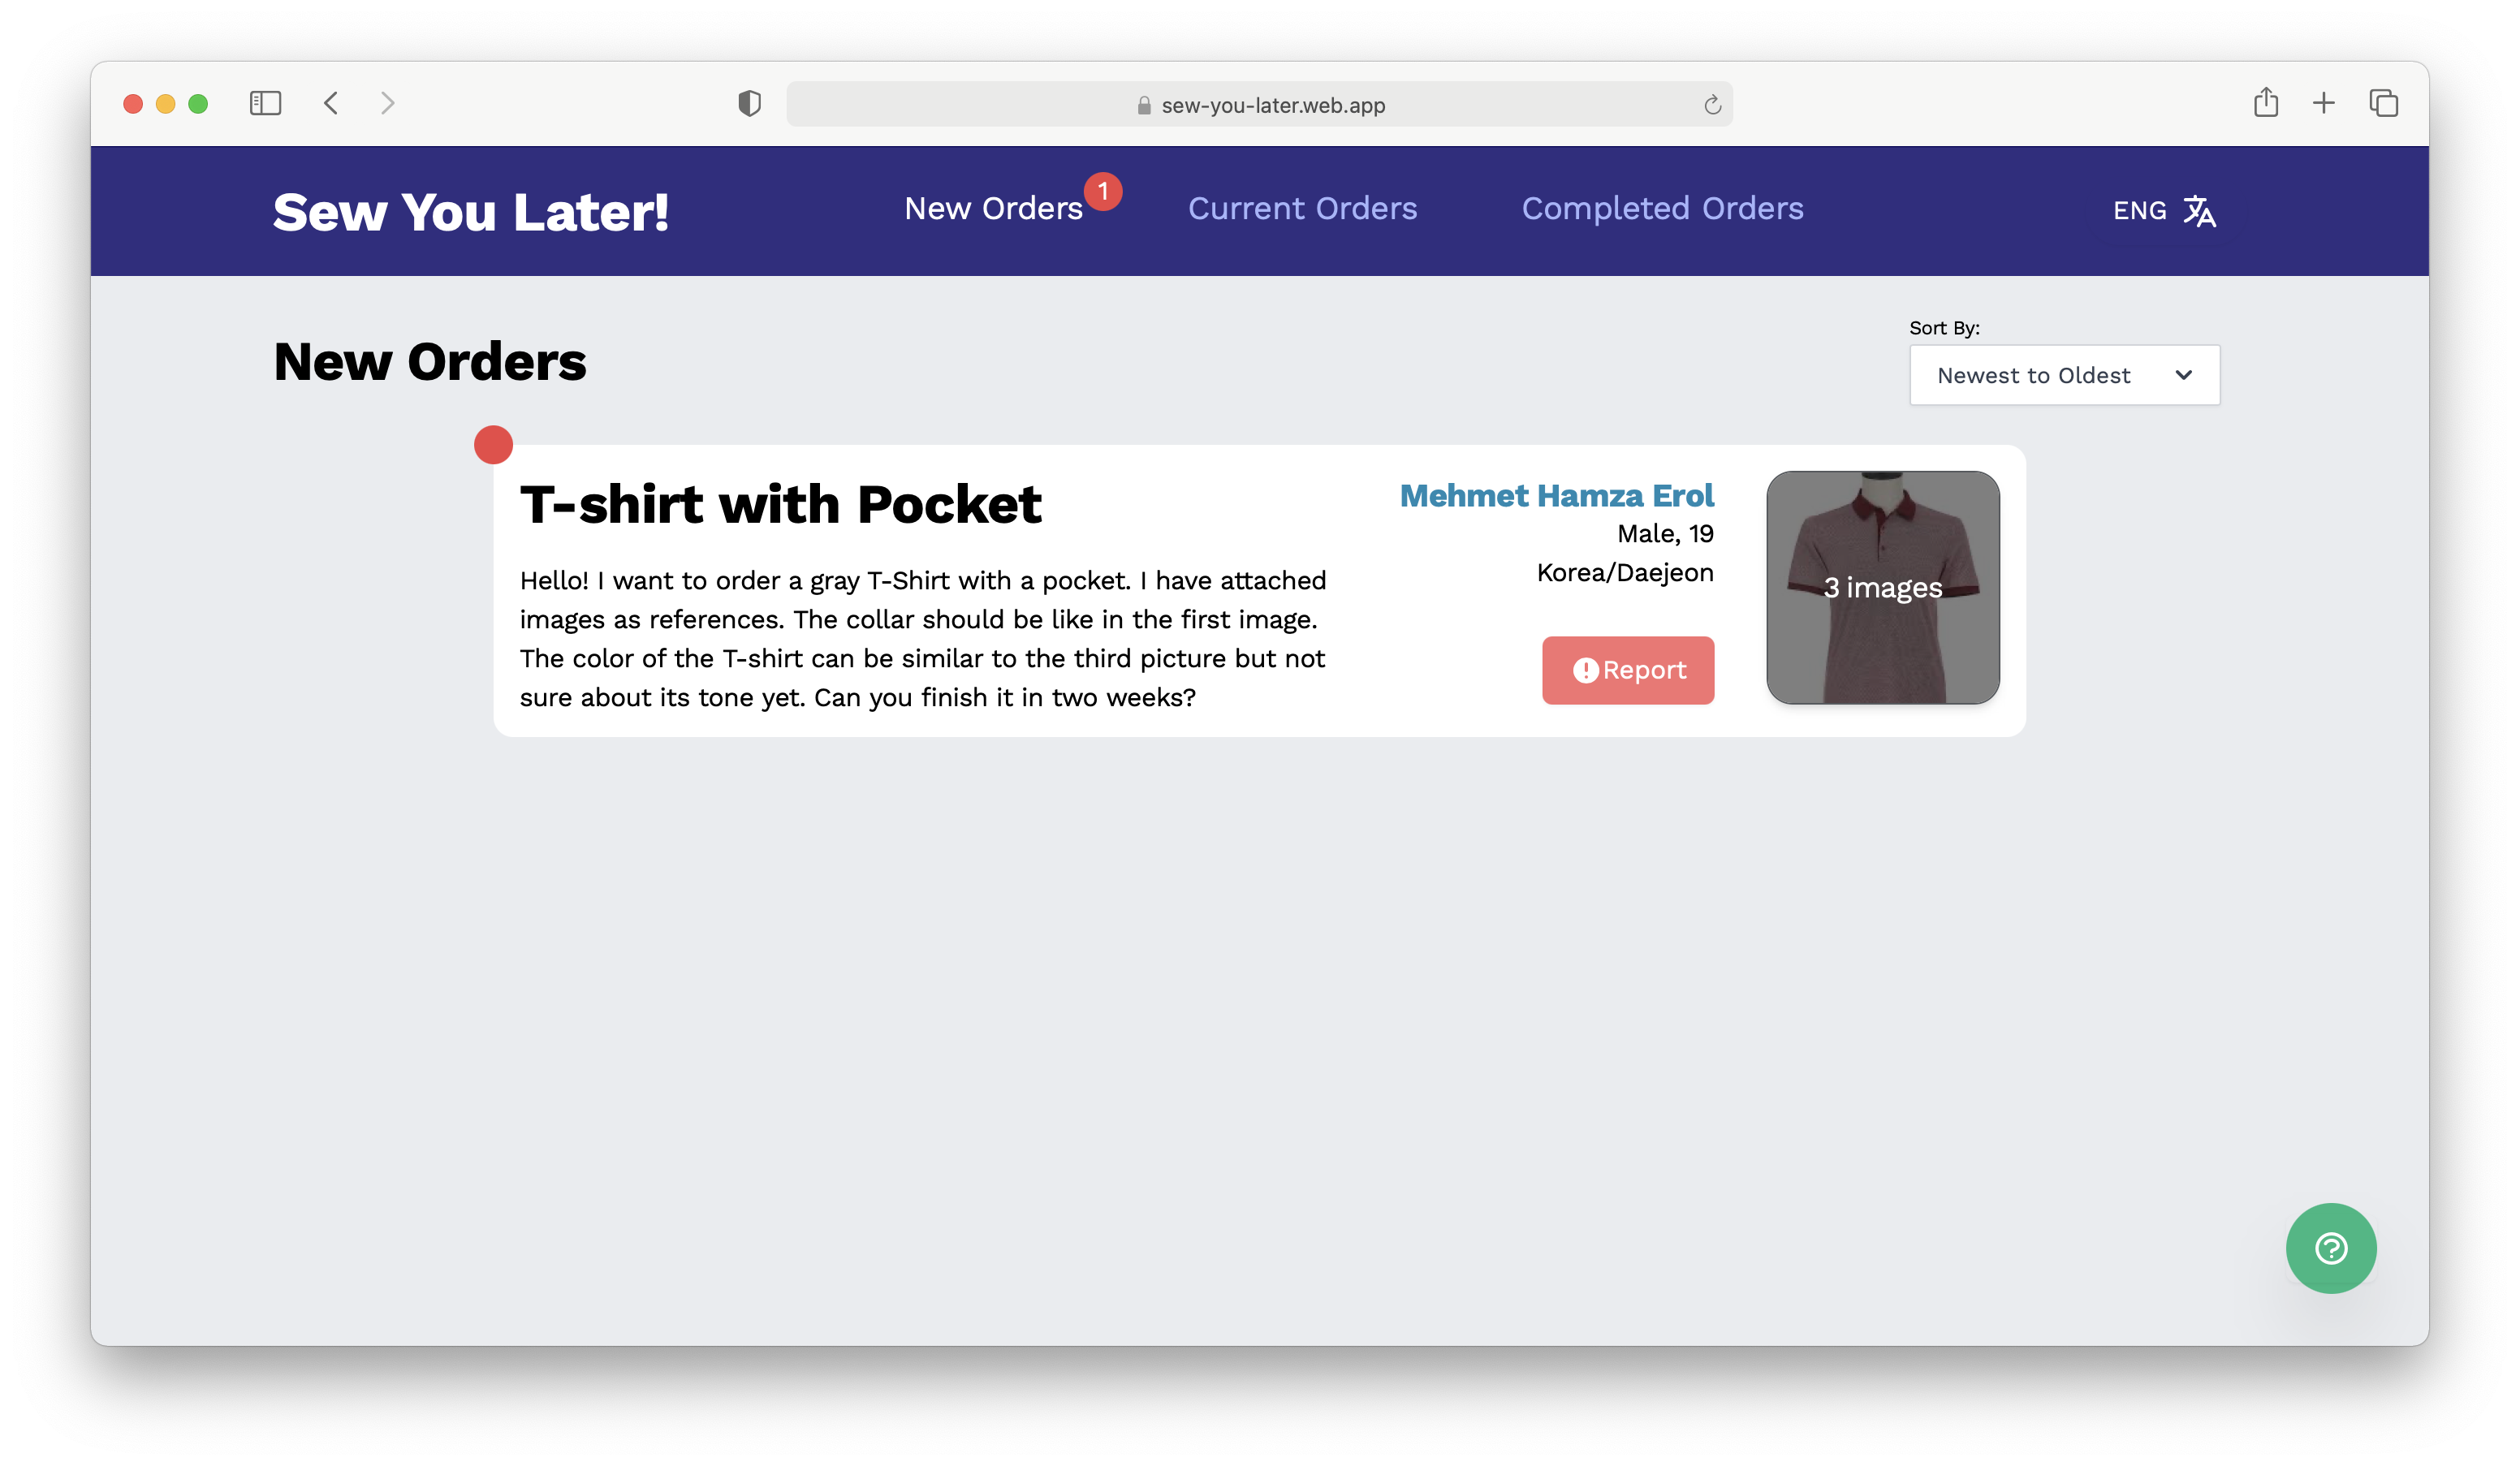 sew-you-later.web.app
Sew You Later!
New Orders
1
Current Orders
Completed Orders
ENG
New Orders
Sort By:
Newest to Oldest
T-shirt with Pocket
Hello! I want to order a gray T-Shirt with a pocket. I have attached
images as references. The collar should be like in the first image.
The color of the T-shirt can be similar to the third picture but not
sure about its tone yet. Can you finish it in two weeks?
Mehmet Hamza Erol
Male, 19
Korea/Daejeon
Report
3 images